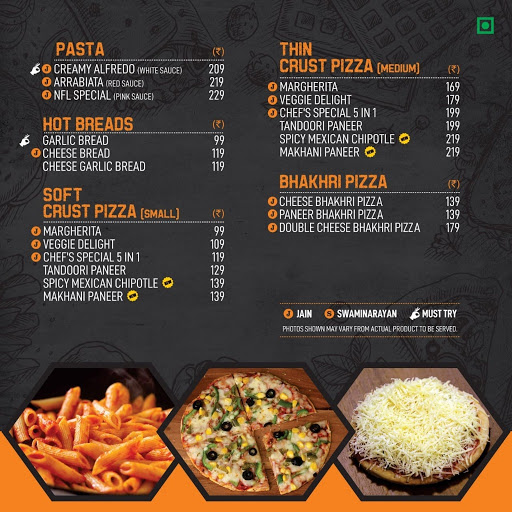 PASTA (₹)
J CREAMY ALFREDO (WHITE SAUCE) 209
J ARRABIATA (RED SAUCE) 219
J NFL SPECIAL (PINK SAUCE) 229
HOT BREADS (₹)
GARLIC BREAD 99
J CHEESE BREAD 119
CHEESE GARLIC BREAD 119
SOFT
CRUST PIZZA (SMALL) (₹)
J MARGHERITA 99
J VEGGIE DELIGHT 109
J CHEF'S SPECIAL 5 IN 1 119
TANDOORI PANEER 129
SPICY MEXICAN CHIPOTLE 139
MAKHANI PANEER 139
THIN
CRUST PIZZA (MEDIUM) (₹)
J MARGHERITA 169
J VEGGIE DELIGHT 179
J CHEF'S SPECIAL 5 IN 1 199
TANDOORI PANEER 199
SPICY MEXICAN CHIPOTLE 219
MAKHANI PANEER 219
BHAKHRI PIZZA (₹)
J CHEESE BHAKHRI PIZZA 139
J PANEER BHAKHRI PIZZA 139
J DOUBLE CHEESE BHAKHRI PIZZA 179
J JAIN S SWAMINARAYAN MUST TRY
PHOTOS SHOWN MAY VARY FROM ACTUAL PRODUCT TO BE SERVED.